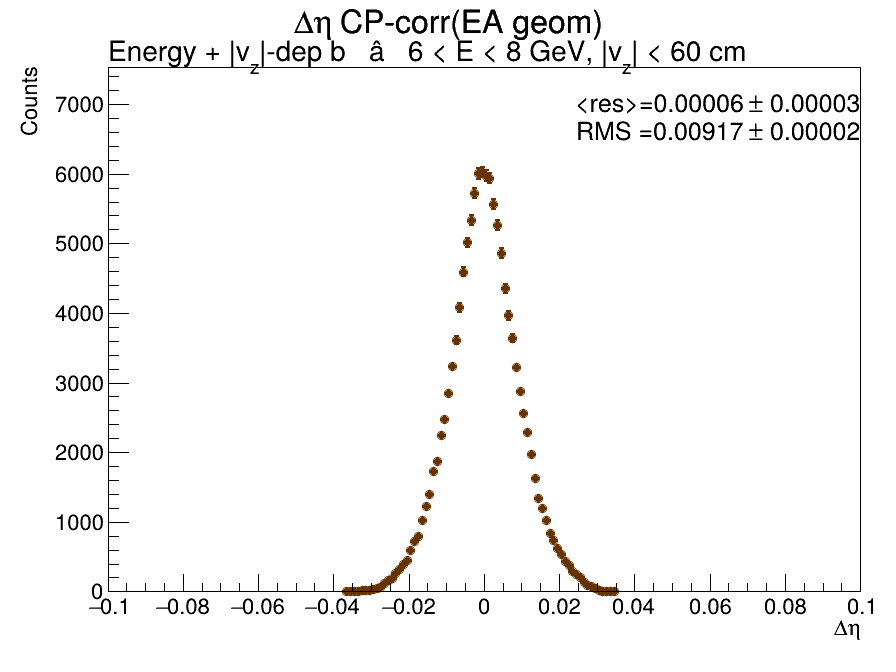 Δη CP-corr(EA geom)
Energy + |v_z|-dep b â 6 < E < 8 GeV, |v_z| < 60 cm
Counts
<res>=0.00006 ± 0.00003
RMS =0.00917 ± 0.00002
7000
6000
5000
4000
3000
2000
1000
0
−0.1 −0.08 −0.06 −0.04 −0.02 0 0.02 0.04 0.06 0.08 0.1
Δη